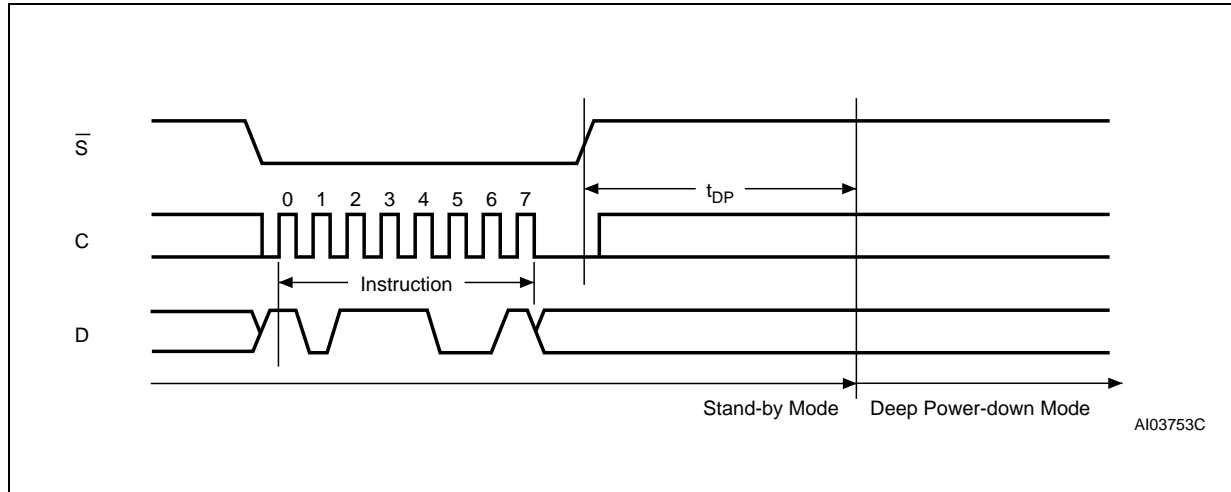 S̅
0 1 2 3 4 5 6 7
tDP
C
Instruction
D
Stand-by Mode Deep Power-down Mode
AI03753C